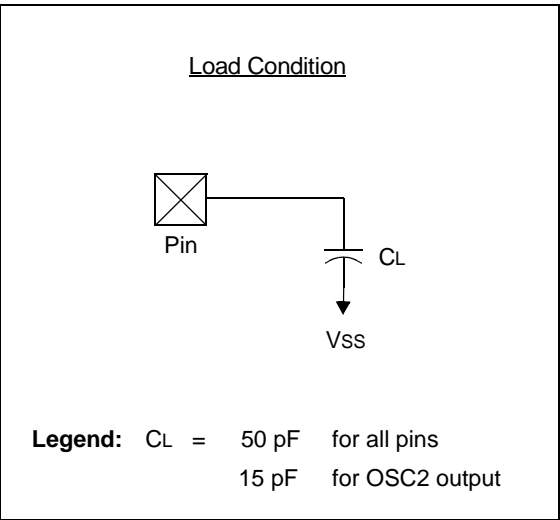 Load Condition
Pin
CL
VSS
Legend: CL = 50 pF for all pins
15 pF for OSC2 output